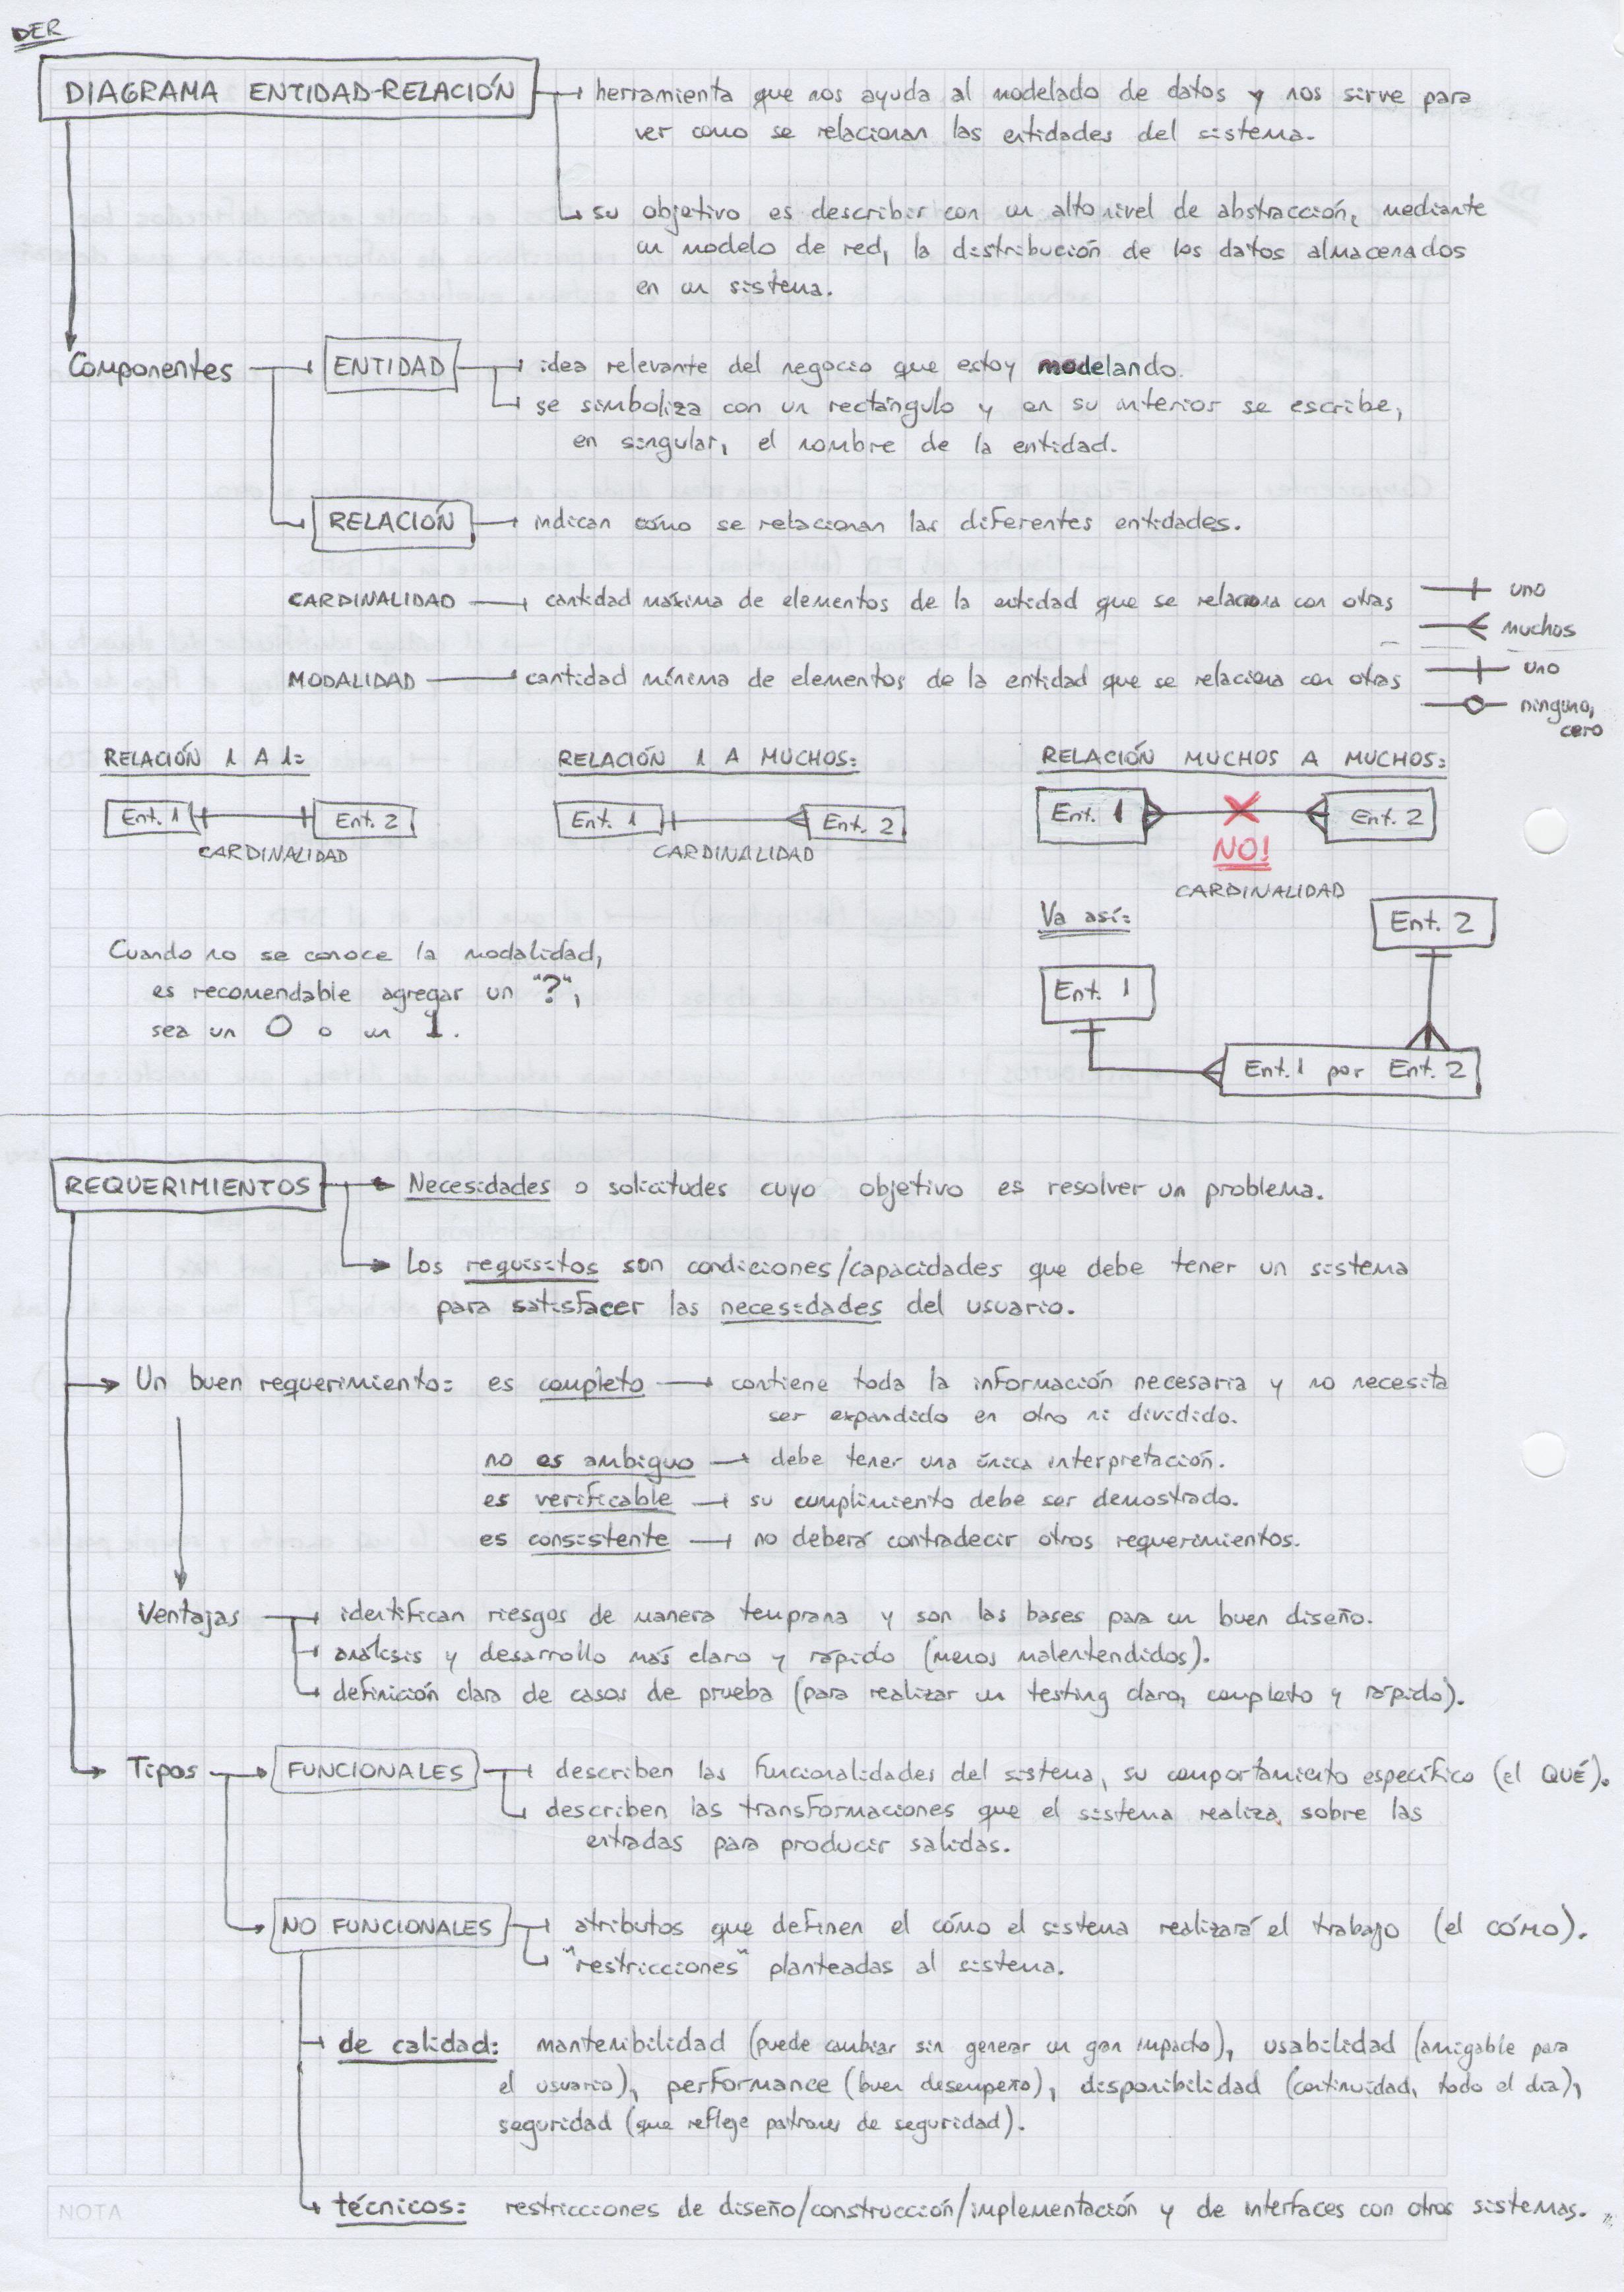 DER
DIAGRAMA ENTIDAD-RELACIÓN
herramienta que nos ayuda al modelado de datos y nos sirve para
ver como se relacionan las entidades del sistema.
su objetivo es describir con un alto nivel de abstracción, mediante
un modelo de red, la distribución de los datos almacenados
en un sistema.
Componentes
ENTIDAD
idea relevante del negocio que estoy modelando.
se simboliza con un rectángulo y en su interior se escribe,
en singular, el nombre de la entidad.
RELACIÓN
indican cómo se relacionan las diferentes entidades.
CARDINALIDAD cantidad máxima de elementos de la entidad que se relaciona con otras
uno
muchos
MODALIDAD cantidad mínima de elementos de la entidad que se relaciona con otras
uno
ninguno,
cero
RELACIÓN 1 A 1:
Ent. 1 Ent. 2
CARDINALIDAD
RELACIÓN 1 A MUCHOS:
Ent. 1 Ent. 2
CARDINALIDAD
RELACIÓN MUCHOS A MUCHOS:
Ent. 1 Ent. 2
NO!
CARDINALIDAD
Va así:
Ent. 2
Ent. 1
Ent. 1 por Ent. 2
Cuando no se conoce la modalidad,
es recomendable agregar un "?",
sea un 0 o un 1.
REQUERIMIENTOS
Necesidades o solicitudes cuyo objetivo es resolver un problema.
Los requisitos son condiciones/capacidades que debe tener un sistema
para satisfacer las necesidades del usuario.
Un buen requerimiento: es completo contiene toda la información necesaria y no necesita
ser expandido en otro ni dividido.
no es ambiguo debe tener una única interpretación.
es verificable su cumplimiento debe ser demostrado.
es consistente no deberá contradecir otros requerimientos.
Ventajas
identifican riesgos de manera temprana y son las bases para un buen diseño.
análisis y desarrollo más claro y rápido (menos malentendidos).
definición clara de casos de prueba (para realizar un testing claro, completo y rápido).
Tipos
FUNCIONALES
describen las funcionalidades del sistema, su comportamiento específico (el QUÉ).
describen las transformaciones que el sistema realiza sobre las
entradas para producir salidas.
NO FUNCIONALES
atributos que definen el cómo el sistema realizará el trabajo (el CÓMO).
"restricciones" planteadas al sistema.
de calidad: mantenibilidad (puede cambiar sin generar un gran impacto), usabilidad (amigable para
el usuario), performance (buen desempeño), disponibilidad (continuidad, todo el día),
seguridad (que refleje patrones de seguridad).
técnicos: restricciones de diseño/construcción/implementación y de interfaces con otros sistemas.
NOTA